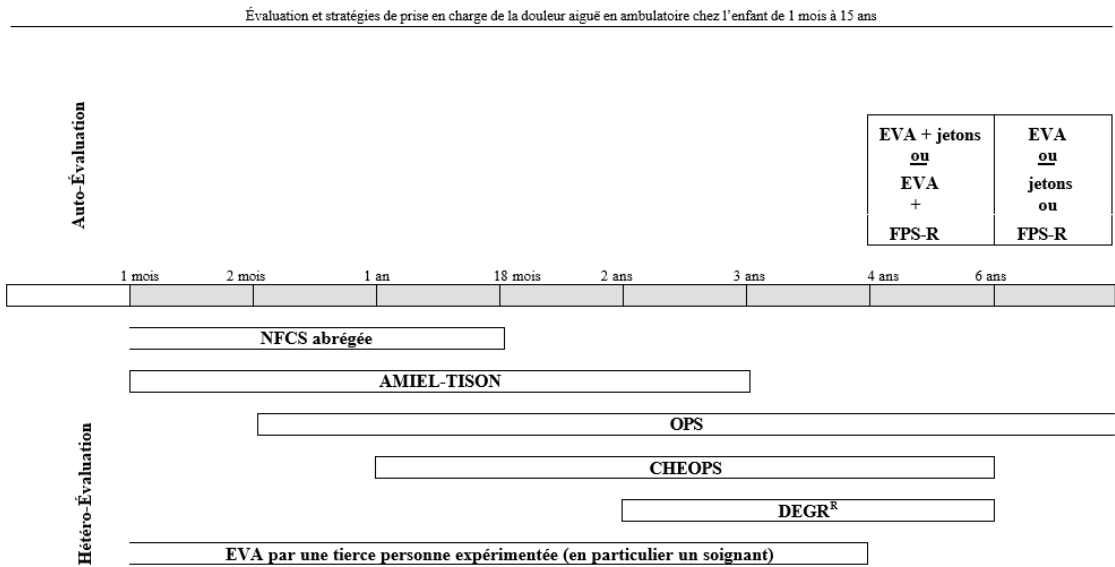 Évaluation et stratégies de prise en charge de la douleur aiguë en ambulatoire chez l’enfant de 1 mois à 15 ans
Auto-Évaluation
EVA + jetons
ou
EVA
+
FPS-R
EVA
ou
jetons
ou
FPS-R
1 mois
2 mois
1 an
18 mois
2 ans
3 ans
4 ans
6 ans
Hétéro-Évaluation
NFCS abrégée
AMIEL-TISON
OPS
CHEOPS
DEGRᴿ
EVA par une tierce personne expérimentée (en particulier un soignant)